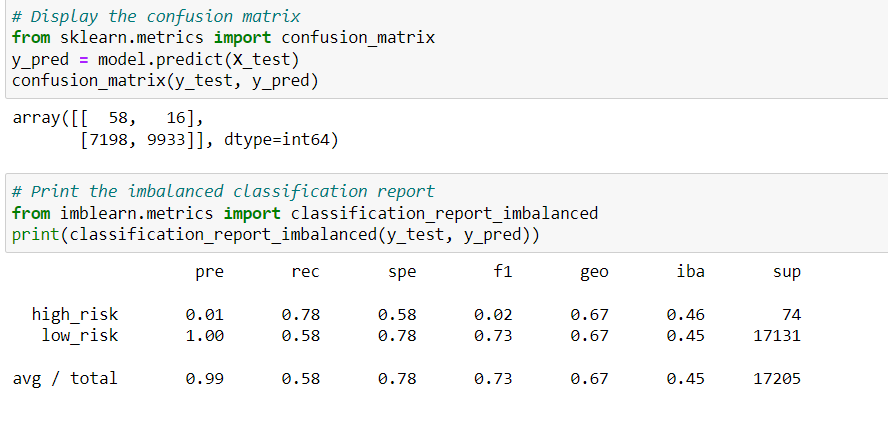 # Display the confusion matrix
from sklearn.metrics import confusion_matrix
y_pred = model.predict(X_test)
confusion_matrix(y_test, y_pred)
array([[  58,   16],
       [7198, 9933]], dtype=int64)
# Print the imbalanced classification report
from imblearn.metrics import classification_report_imbalanced
print(classification_report_imbalanced(y_test, y_pred))
pre rec spe f1 geo iba sup
high_risk 0.01 0.78 0.58 0.02 0.67 0.46 74
low_risk 1.00 0.58 0.78 0.73 0.67 0.45 17131
avg / total 0.99 0.58 0.78 0.73 0.67 0.45 17205